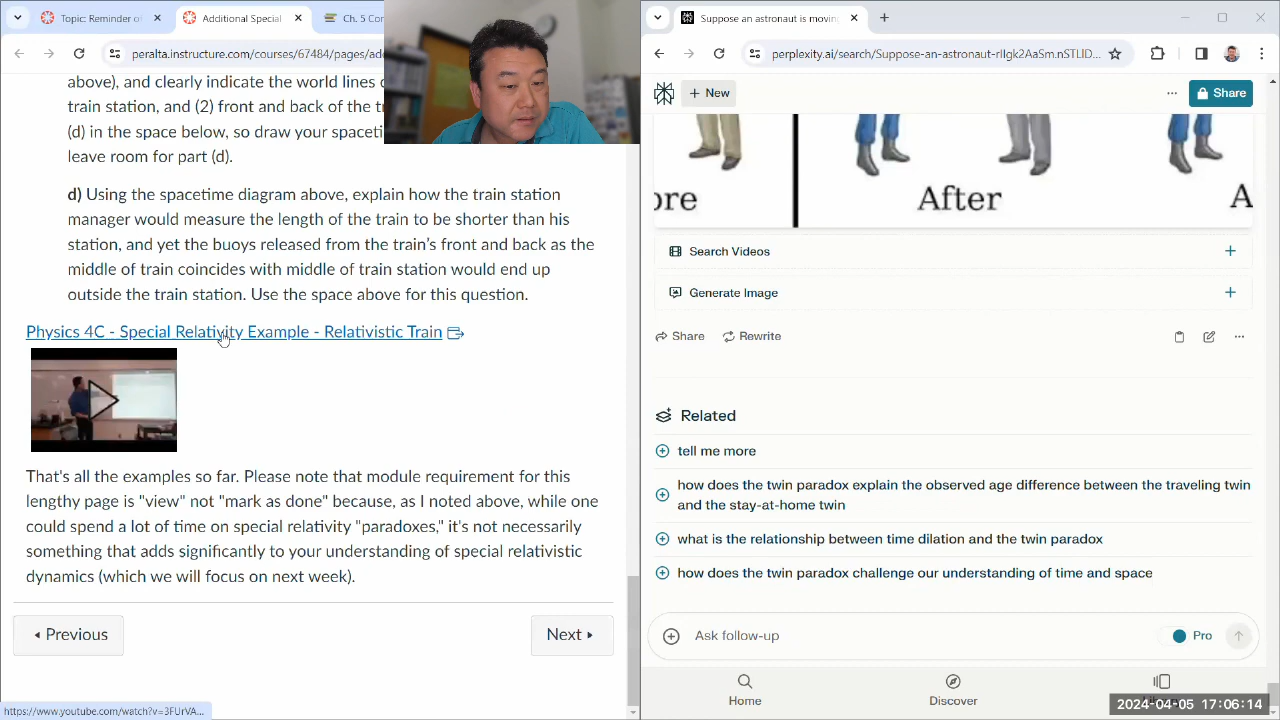 Topic: Reminder of
Additional Special
Ch. 5 Con
peralta.instructure.com/courses/67484/pages/ad
above), and clearly indicate the world lines
train station, and (2) front and back of the
(d) in the space below, so draw your
leave room for part (d).
d) Using the spacetime diagram above, explain how the train station
manager would measure the length of the train to be shorter than his
station, and yet the buoys released from the train's front and back as the
middle of train coincides with middle of train station would end up
outside the train station. Use the space above for this question.
Physics 4C - Special Relativity Example - Relativistic Train
That's all the examples so far. Please note that module requirement for this
lengthy page is "view" not "mark as done" because, as I noted above, while one
could spend a lot of time on special relativity "paradoxes," it's not necessarily
something that adds significantly to your understanding of special relativistic
dynamics (which we will focus on next week).
Previous
Next
https://www.youtube.com/watch?v=3FUrVA...
Suppose an astronaut is movin
perplexity.ai/search/Suppose-an-astronaut-rIIgk2AaSm.nSTLlD...
New
Share
ore
After
A
Search Videos
Generate Image
Share
Rewrite
Related
tell me more
how does the twin paradox explain the observed age difference between the traveling twin
and the stay-at-home twin
what is the relationship between time dilation and the twin paradox
how does the twin paradox challenge our understanding of time and space
Ask follow-up
Pro
Home
Discover
2024-04-05 17:06:14